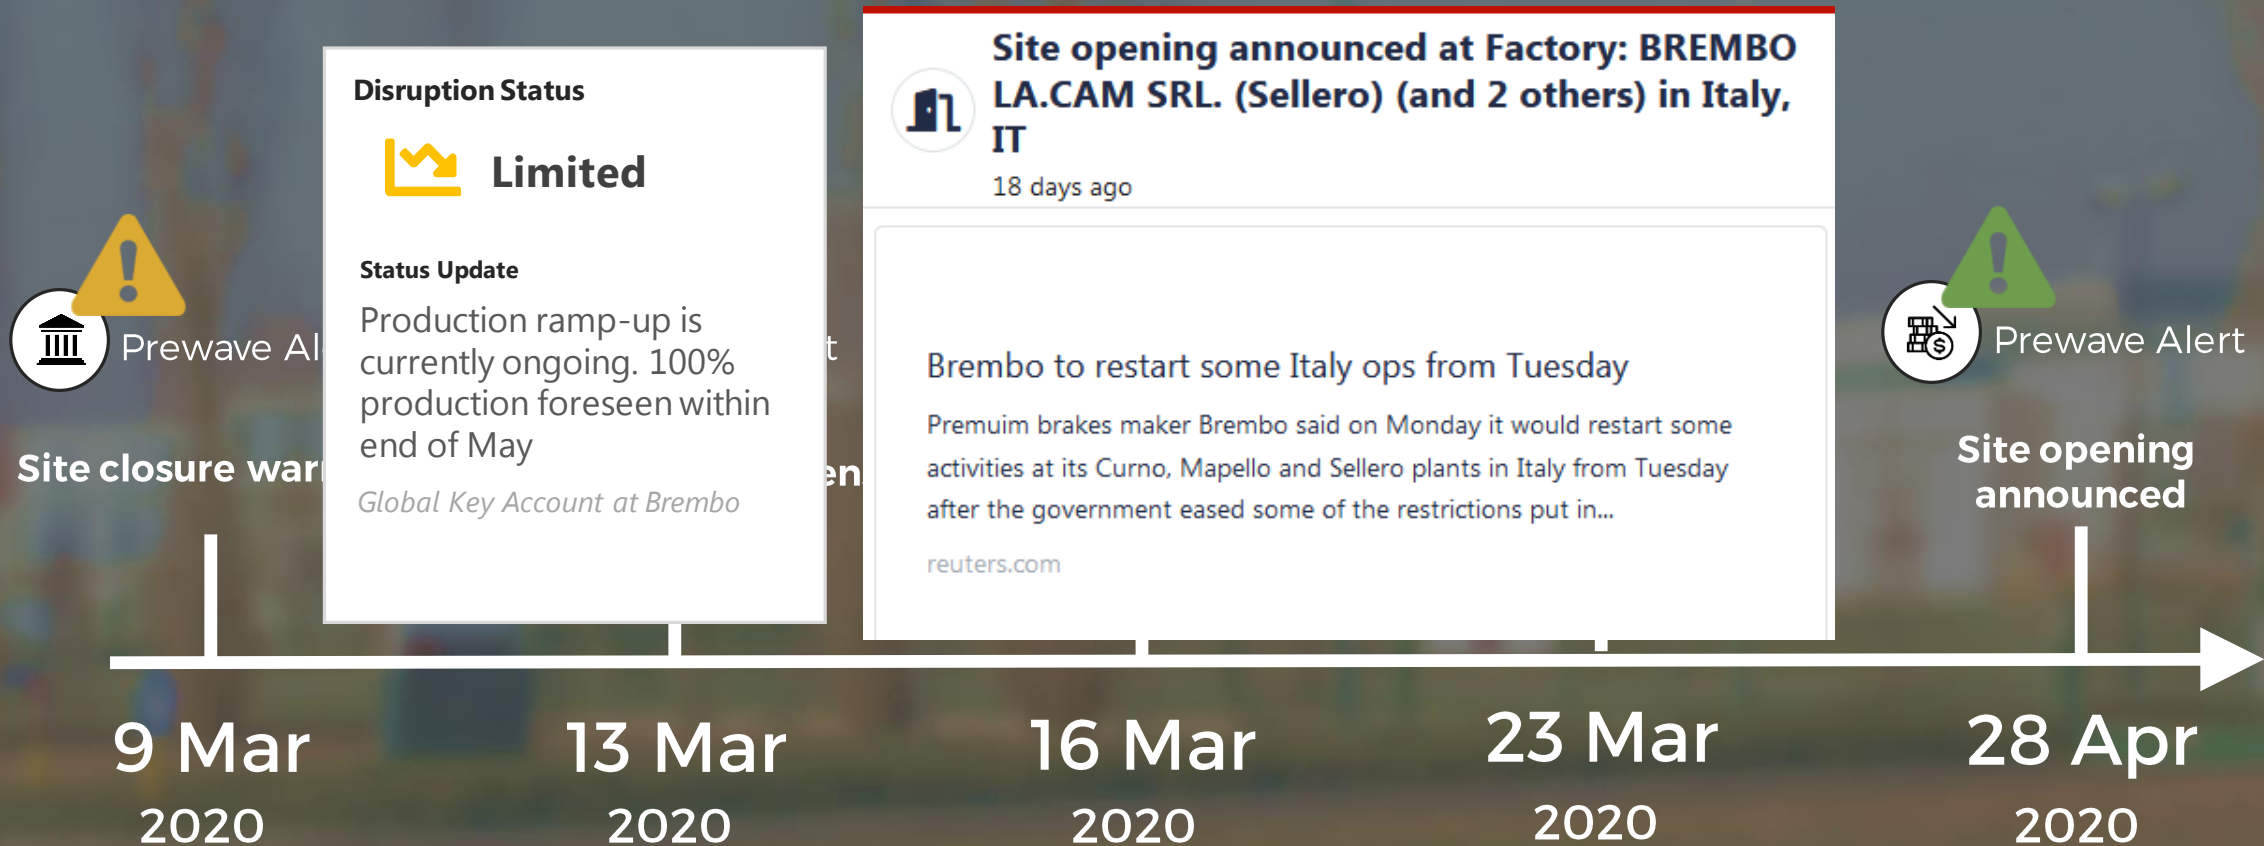 Disruption Status
Limited
Status Update
Production ramp-up is
currently ongoing. 100%
production foreseen within
end of May
Global Key Account at Brembo
Site opening announced at Factory: BREMBO
LA.CAM SRL. (Sellero) (and 2 others) in Italy,
IT
18 days ago
Brembo to restart some Italy ops from Tuesday
Premuim brakes maker Brembo said on Monday it would restart some
activities at its Curno, Mapello and Sellero plants in Italy from Tuesday
after the government eased some of the restrictions put in...
reuters.com
Prewave
Site closure
Prewave Alert
Site opening
announced
9 Mar
2020
13 Mar
2020
16 Mar
2020
23 Mar
2020
28 Apr
2020